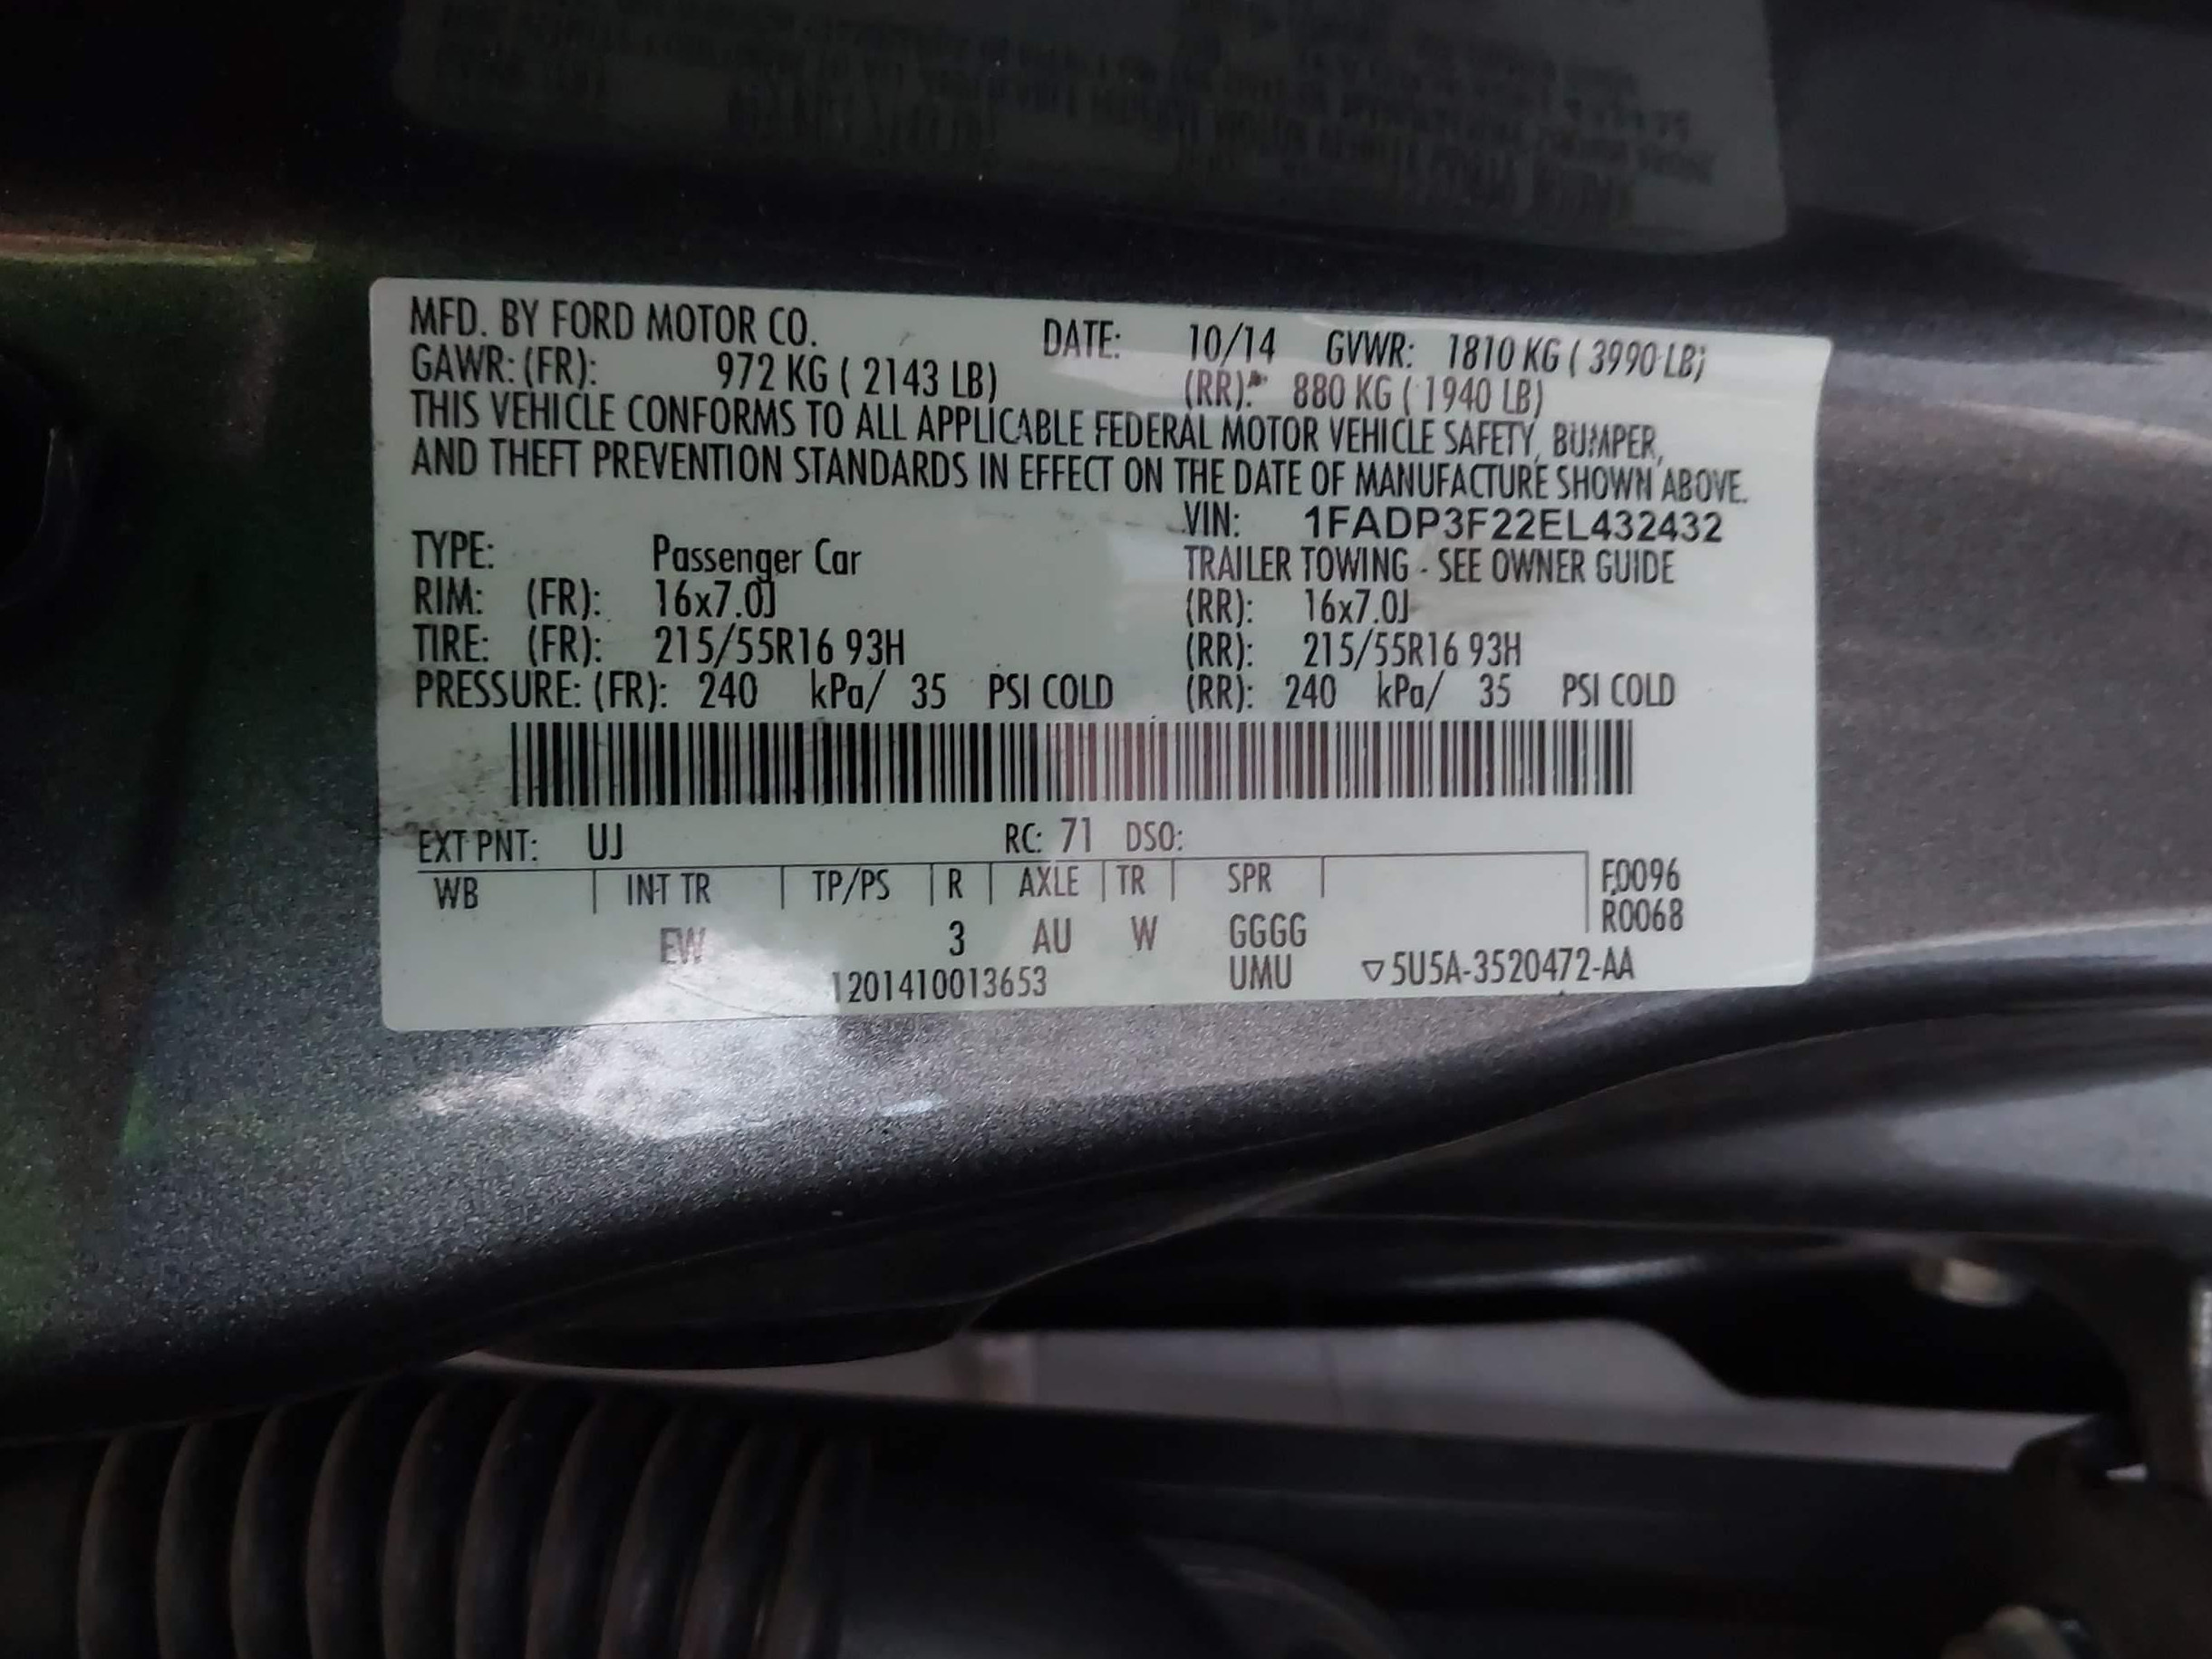 MFD. BY FORD MOTOR CO. DATE: 10/14 GVWR: 1810 KG ( 3990 LB)
GAWR: (FR): 972 KG ( 2143 LB) (RR): 880 KG ( 1940 LB)
THIS VEHICLE CONFORMS TO ALL APPLICABLE FEDERAL MOTOR VEHICLE SAFETY, BUMPER,
AND THEFT PREVENTION STANDARDS IN EFFECT ON THE DATE OF MANUFACTURE SHOWN ABOVE.
VIN: 1FADP3F22EL432432
TYPE: Passenger Car TRAILER TOWING - SEE OWNER GUIDE
RIM: (FR): 16x7.0J (RR): 16x7.0J
TIRE: (FR): 215/55R16 93H (RR): 215/55R16 93H
PRESSURE: (FR): 240 kPa/ 35 PSI COLD (RR): 240 kPa/ 35 PSI COLD
EXT PNT: UJ RC: 71 DSO:
WB INT TR TP/PS R AXLE TR SPR F0096
R0068
EW 3 AU W GGGG
1201410013653 UMU ▽5U5A-3520472-AA